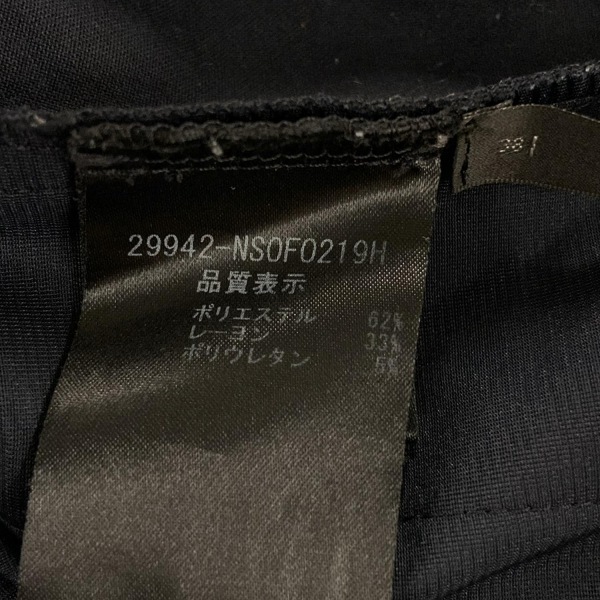 38
29942-NSOF0219H
品質表示
ポリエステル 62%
レーヨン 33%
ポリウレタン 5%